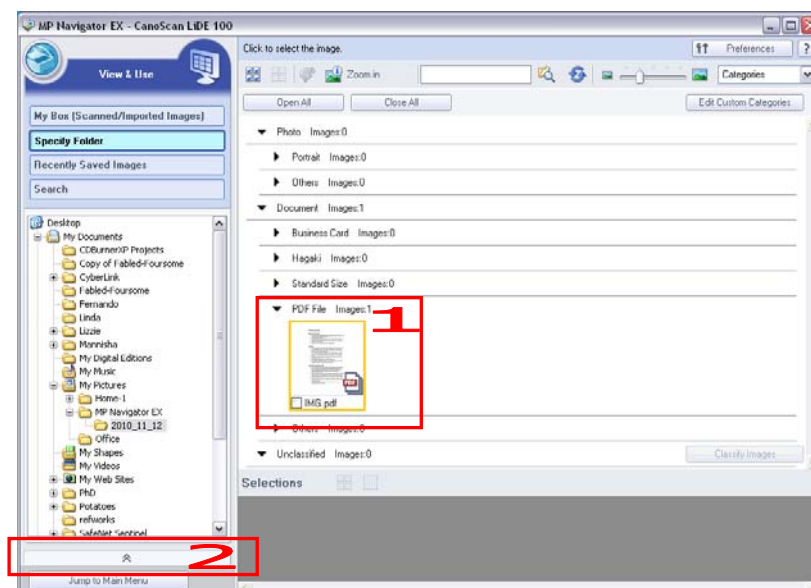 MP Navigator EX - CanoScan LiDE 100
View & Use
My Box (Scanned/Imported Images)
Specify Folder
Recently Saved Images
Search
Desktop
My Documents
CDBurnerXP Projects
Copy of Fabled-Foursome
CyberLink
Fabled-Foursome
Fernando
Linda
Lizzie
Mannisha
My Digital Editions
My Music
My Pictures
Home-1
MP Navigator EX
2010_11_12
Office
My Shapes
My Videos
My Web Sites
PhD
Potatoes
refworks
SafeNet Sentinel
2
Jump to Main Menu
Click to select the image.
Preferences ?
Zoom in
Categories
Open All Close All Edit Custom Categories
Photo Images:0
Portrait Images:0
Others Images:0
Document Images:1
Business Card Images:0
Hagaki Images:0
Standard Size Images:0
PDF File Images:1
1
PDF
IMG.pdf
Others Images:0
Unclassified Images:0 Classify Images
Selections